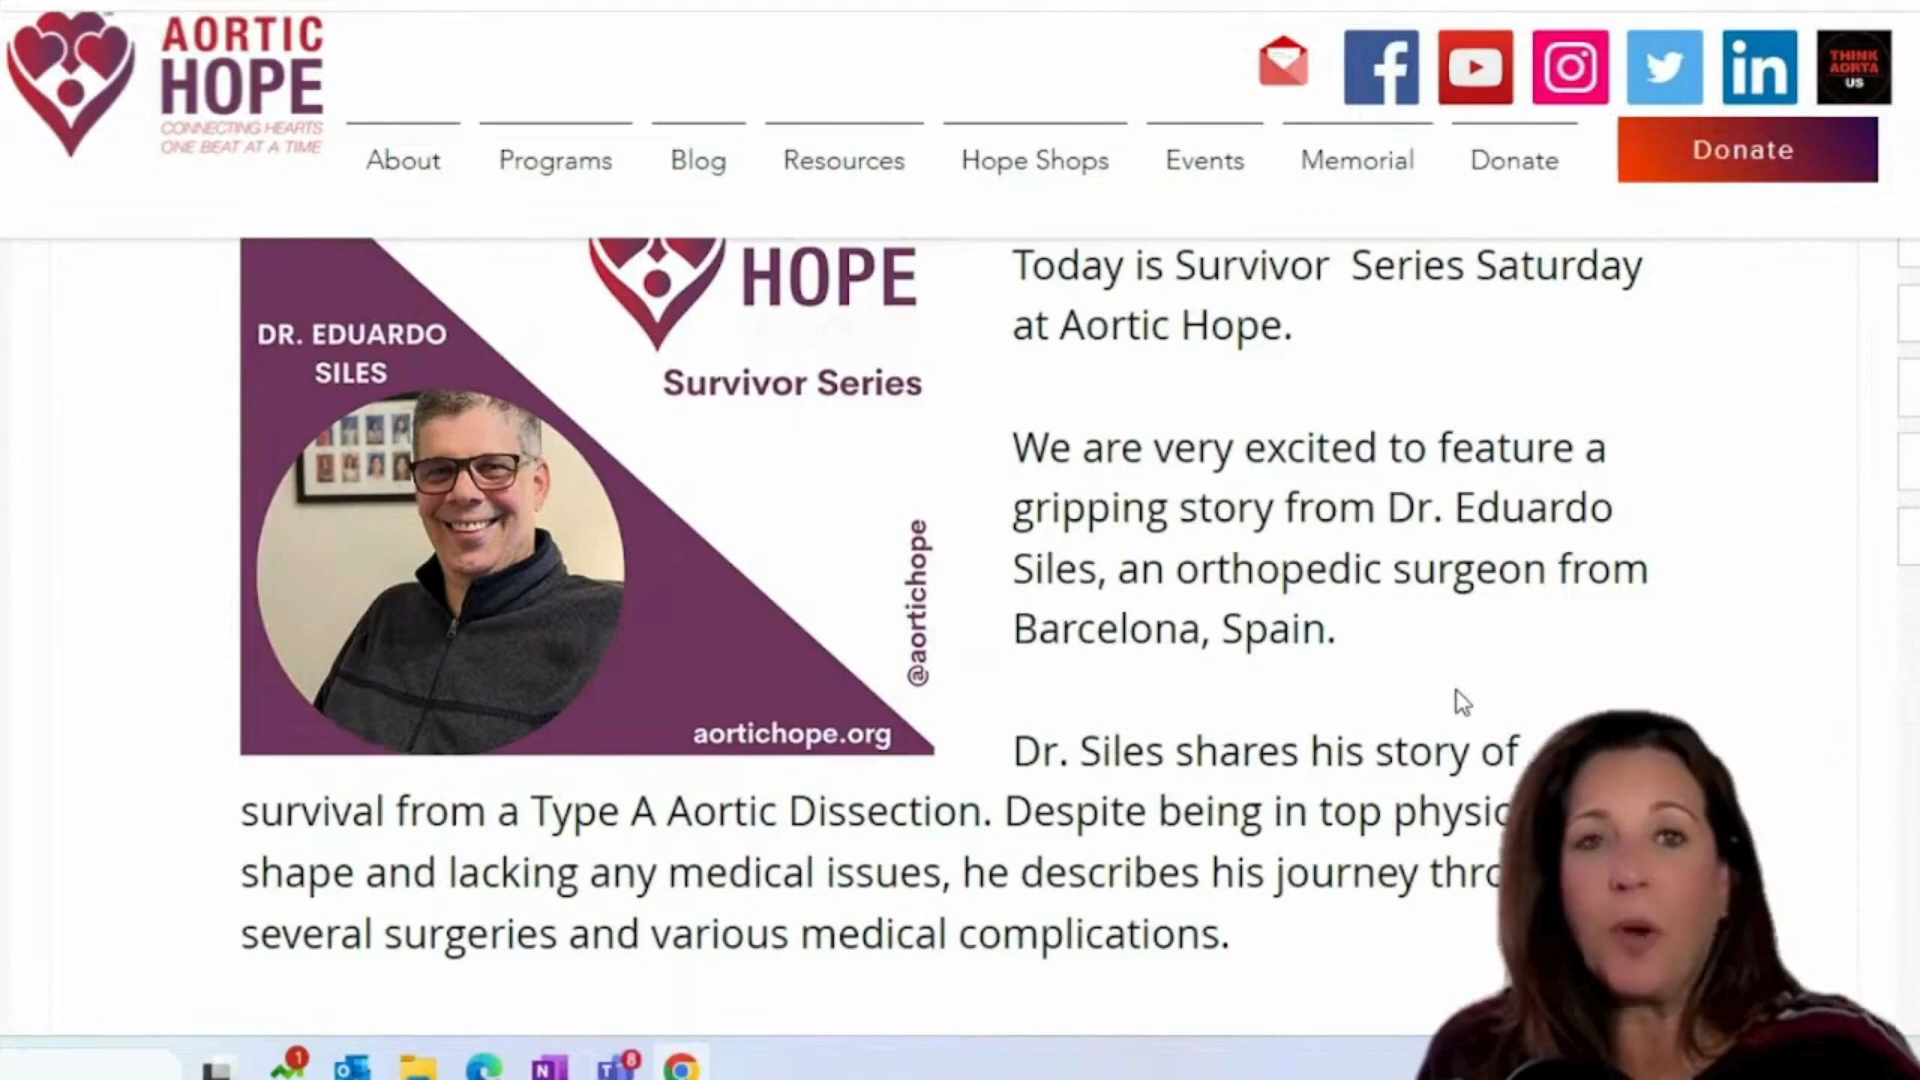 AORTIC
HOPE
CONNECTING HEARTS
ONE BEAT AT A TIME
THINK
AORTA
US
About
Programs
Blog
Resources
Hope Shops
Events
Memorial
Donate
Donate
HOPE
Survivor Series
DR. EDUARDO
SILES
@aortichope
aortichope.org
Today is Survivor Series Saturday
at Aortic Hope.
We are very excited to feature a
gripping story from Dr. Eduardo
Siles, an orthopedic surgeon from
Barcelona, Spain.
Dr. Siles shares his story of
survival from a Type A Aortic Dissection. Despite being in top physic
shape and lacking any medical issues, he describes his journey thro
several surgeries and various medical complications.
1
8